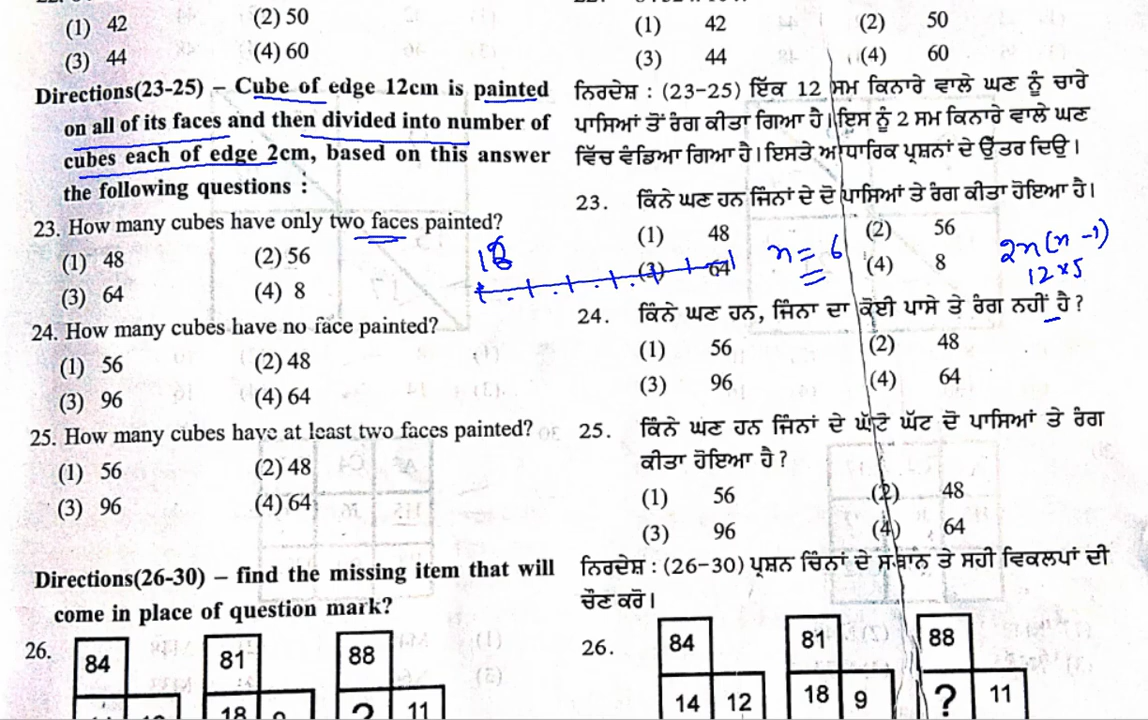 (1) 42
(2) 50
(3) 44
(4) 60
Directions(23-25) – Cube of edge 12cm is painted
on all of its faces and then divided into number of
cubes each of edge 2cm, based on this answer
the following questions :
23. How many cubes have only two faces painted?
(1) 48
(2) 56
(3) 64
(4) 8
24. How many cubes have no face painted?
(1) 56
(2) 48
(3) 96
(4) 64
25. How many cubes have at least two faces painted?
(1) 56
(2) 48
(3) 96
(4) 64
Directions(26-30) – find the missing item that will
come in place of question mark?
26.
84
81
88
18
?
11
(1) 42
(2) 50
(3) 44
(4) 60
ਨਿਰਦੇਸ਼ : (23-25) ਇੱਕ 12 ਸਮ ਕਿਨਾਰੇ ਵਾਲੇ ਘਣ ਨੂੰ ਚਾਰੇ
ਪਾਸਿਆਂ ਤੋਂ ਰੰਗ ਕੀਤਾ ਗਿਆ ਹੈ। ਇਸ ਨੂੰ 2 ਸਮ ਕਿਨਾਰੇ ਵਾਲੇ ਘਣ
ਵਿੱਚ ਵੰਡਿਆ ਗਿਆ ਹੈ। ਇਸਤੇ ਅਾਧਾਰਿਕ ਪ੍ਰਸ਼ਨਾਂ ਦੇ ਉੱਤਰ ਦਿਉ।
23. ਕਿੰਨੇ ਘਣ ਹਨ ਜਿੰਨਾਂ ਦੇ ਦੋ ਪਾਸਿਆਂ ਤੇ ਰੰਗ ਕੀਤਾ ਹੋਇਆ ਹੈ।
(1) 48
(2) 56
(3) 64
(4) 8
n = 6
2n(n-1)
12x5
24. ਕਿੰਨੇ ਘਣ ਹਨ, ਜਿੰਨਾ ਦਾ ਕੋਈ ਪਾਸੇ ਤੇ ਰੰਗ ਨਹੀਂ ਹੈ?
(1) 56
(2) 48
(3) 96
(4) 64
25. ਕਿੰਨੇ ਘਣ ਹਨ ਜਿੰਨਾਂ ਦੇ ਘੱਟੋ ਘੱਟ ਦੋ ਪਾਸਿਆਂ ਤੇ ਰੰਗ
ਕੀਤਾ ਹੋਇਆ ਹੈ?
(1) 56
(2) 48
(3) 96
(4) 64
ਨਿਰਦੇਸ਼ : (26-30) ਪ੍ਰਸ਼ਨ ਚਿੰਨਾਂ ਦੇ ਸਥਾਨ ਤੇ ਸਹੀ ਵਿਕਲਪਾਂ ਦੀ
ਚੌਣ ਕਰੋ।
26.
84
81
88
14 12
18 9
? 11